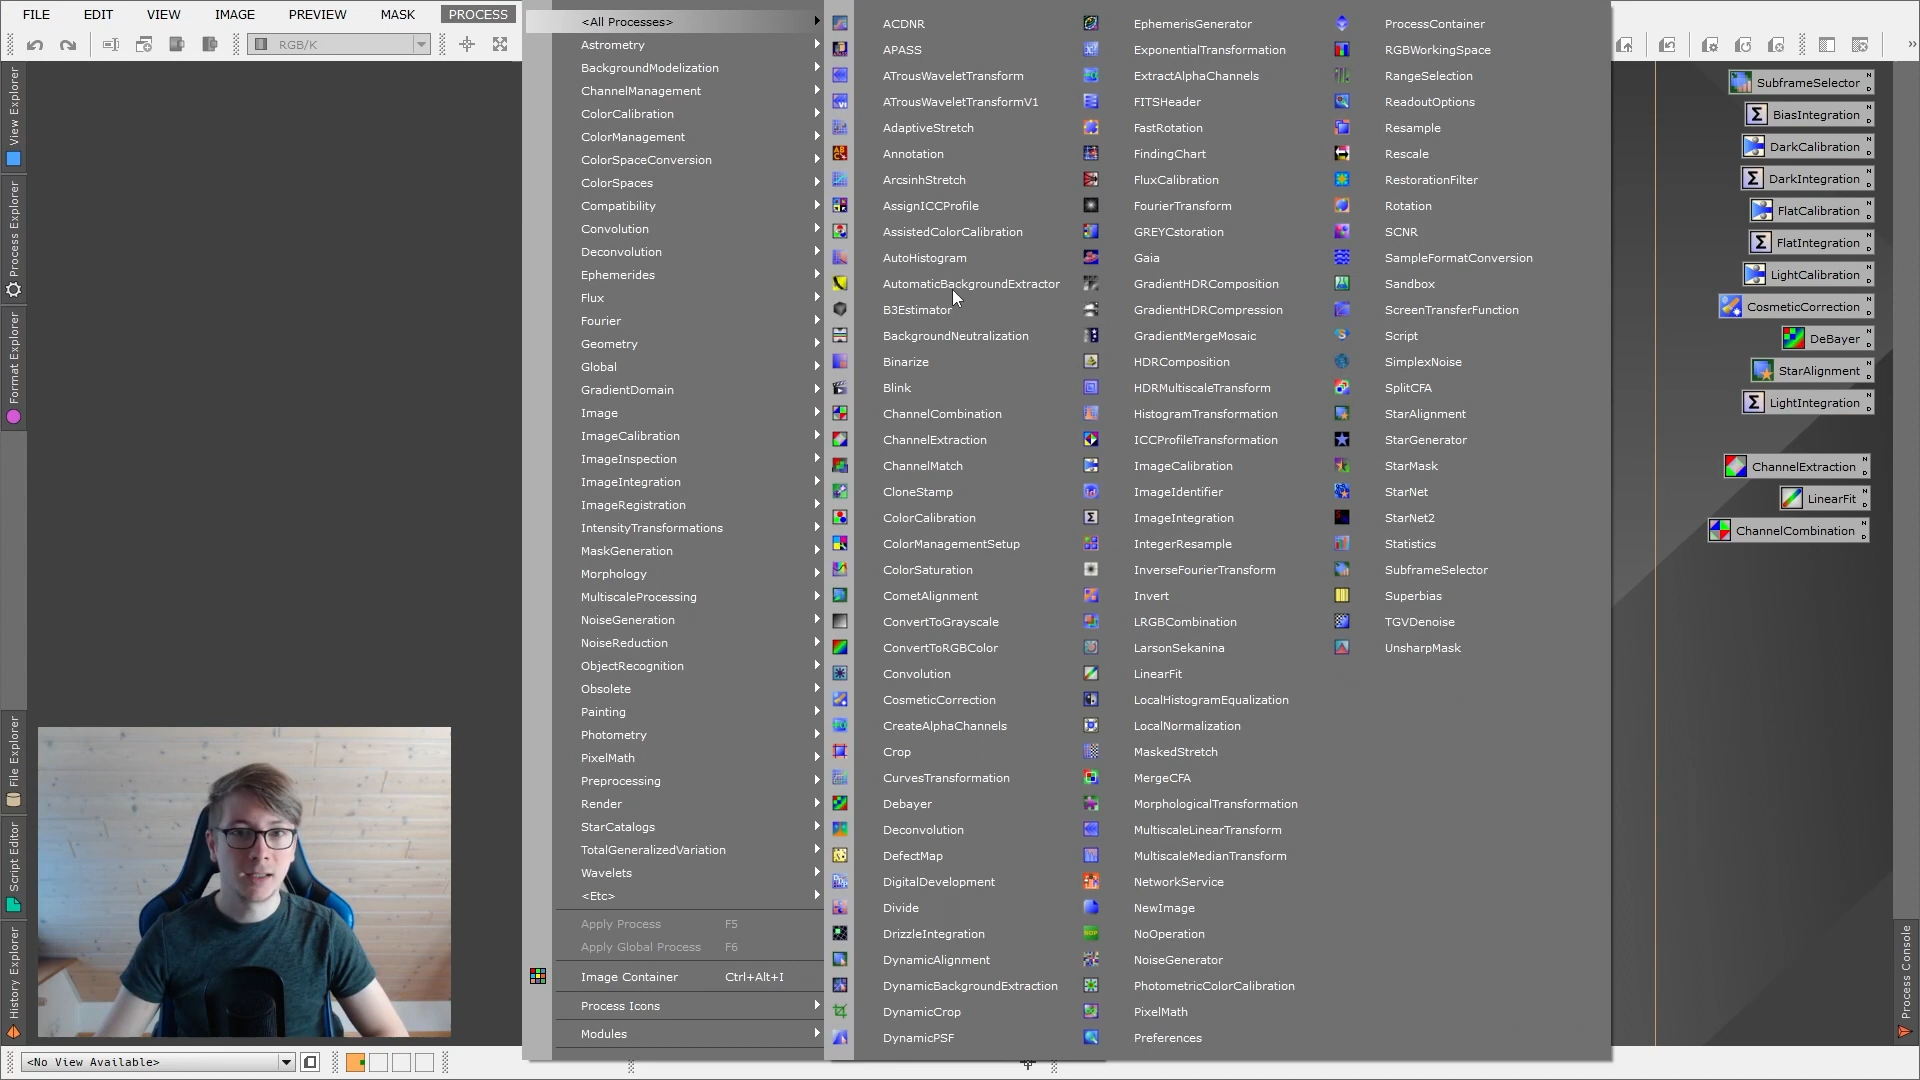 FILE EDIT VIEW IMAGE PREVIEW MASK PROCESS
RGB/K
View Explorer
Process Explorer
Format Explorer
File Explorer
Script Editor
History Explorer
<All Processes>
Astrometry
BackgroundModelization
ChannelManagement
ColorCalibration
ColorManagement
ColorSpaceConversion
ColorSpaces
Compatibility
Convolution
Deconvolution
Ephemerides
Flux
Fourier
Geometry
Global
GradientDomain
Image
ImageCalibration
ImageInspection
ImageIntegration
ImageRegistration
IntensityTransformations
MaskGeneration
Morphology
MultiscaleProcessing
NoiseGeneration
NoiseReduction
ObjectRecognition
Obsolete
Painting
Photometry
PixelMath
Preprocessing
Render
StarCatalogs
TotalGeneralizedVariation
Wavelets
<Etc>
Apply Process F5
Apply Global Process F6
Image Container Ctrl+Alt+I
Process Icons
Modules
ACDNR
APASS
ATrousWaveletTransform
ATrousWaveletTransformV1
AdaptiveStretch
Annotation
ArcsinhStretch
AssignICCProfile
AssistedColorCalibration
AutoHistogram
AutomaticBackgroundExtractor
B3Estimator
BackgroundNeutralization
Binarize
Blink
ChannelCombination
ChannelExtraction
ChannelMatch
CloneStamp
ColorCalibration
ColorManagementSetup
ColorSaturation
CometAlignment
ConvertToGrayscale
ConvertToRGBColor
Convolution
CosmeticCorrection
CreateAlphaChannels
Crop
CurvesTransformation
Debayer
Deconvolution
DefectMap
DigitalDevelopment
Divide
DrizzleIntegration
DynamicAlignment
DynamicBackgroundExtraction
DynamicCrop
DynamicPSF
EphemerisGenerator
ExponentialTransformation
ExtractAlphaChannels
FITSHeader
FastRotation
FindingChart
FluxCalibration
FourierTransform
GREYCstoration
Gaia
GradientHDRComposition
GradientHDRCompression
GradientMergeMosaic
HDRComposition
HDRMultiscaleTransform
HistogramTransformation
ICCProfileTransformation
ImageCalibration
ImageIdentifier
ImageIntegration
IntegerResample
InverseFourierTransform
Invert
LRGBCombination
LarsonSekanina
LinearFit
LocalHistogramEqualization
LocalNormalization
MaskedStretch
MergeCFA
MorphologicalTransformation
MultiscaleLinearTransform
MultiscaleMedianTransform
NetworkService
NewImage
NoOperation
NoiseGenerator
PhotometricColorCalibration
PixelMath
Preferences
ProcessContainer
RGBWorkingSpace
RangeSelection
ReadoutOptions
Resample
Rescale
RestorationFilter
Rotation
SCNR
SampleFormatConversion
Sandbox
ScreenTransferFunction
Script
SimplexNoise
SplitCFA
StarAlignment
StarGenerator
StarMask
StarNet
StarNet2
Statistics
SubframeSelector
Superbias
TGVDenoise
UnsharpMask
SubframeSelector
BiasIntegration
DarkCalibration
DarkIntegration
FlatCalibration
FlatIntegration
LightCalibration
CosmeticCorrection
DeBayer
StarAlignment
LightIntegration
ChannelExtraction
LinearFit
ChannelCombination
Process Console
<No View Available>